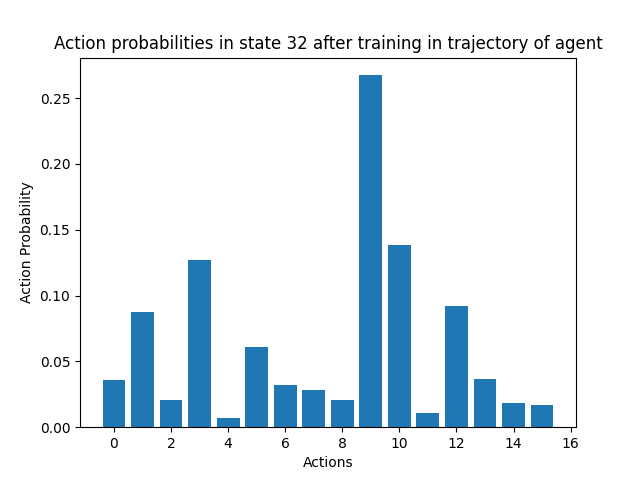 Action probabilities in state 32 after training in trajectory of agent
0.25
0.20
0.15
0.10
0.05
0.00
Action Probability
0 2 4 6 8 10 12 14 16
Actions